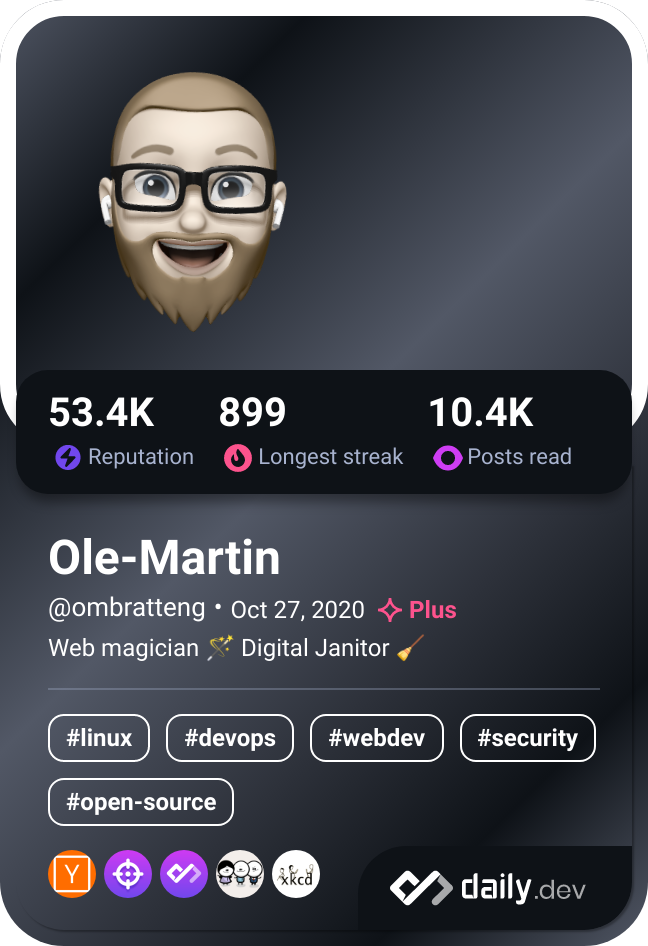 53.4K 899 10.4K
Reputation Longest streak Posts read
Ole-Martin
@ombratteng • Oct 27, 2020 Plus
Web magician 🪄 Digital Janitor 🧹
#linux #devops #webdev #security
#open-source
Y xkcd
daily.dev